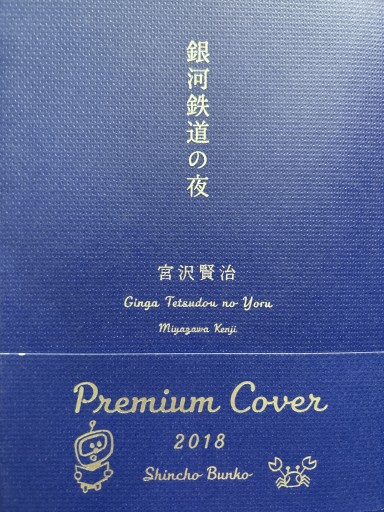 銀河鉄道の夜
宮沢賢治
Ginga Tetsudou no Yoru
Miyazawa Kenji
Premium Cover
2018
Shincho Bunko